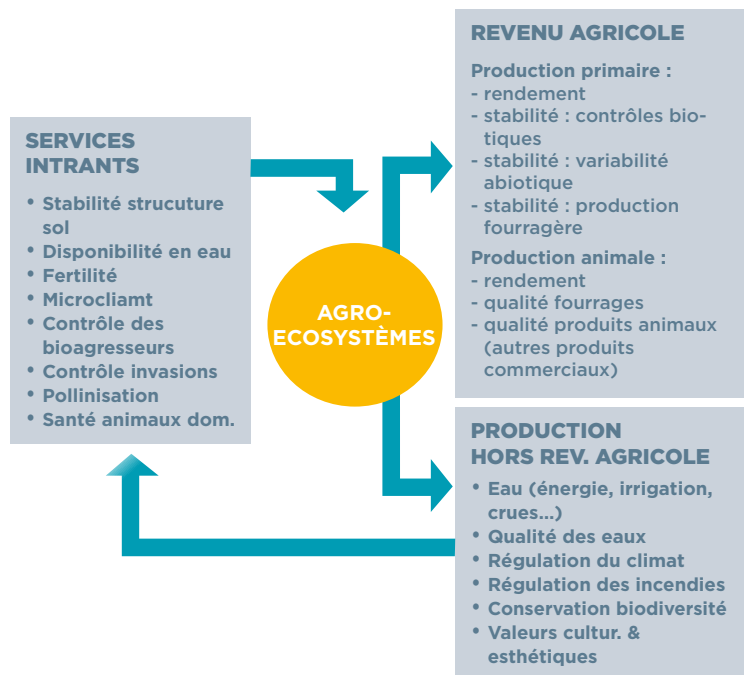 SERVICES
INTRANTS
• Stabilité strucuture
sol
• Disponibilité en eau
• Fertilité
• Microcliamt
• Contrôle des
bioagresseurs
• Contrôle invasions
• Pollinisation
• Santé animaux dom.
AGRO-
ECOSYSTÈMES
REVENU AGRICOLE
Production primaire :
- rendement
- stabilité : contrôles bio-
tiques
- stabilité : variabilité
abiotique
- stabilité : production
fourragère
Production animale :
- rendement
- qualité fourrages
- qualité produits animaux
(autres produits
commerciaux)
PRODUCTION
HORS REV. AGRICOLE
• Eau (énergie, irrigation,
crues...)
• Qualité des eaux
• Régulation du climat
• Régulation des incendies
• Conservation biodiversité
• Valeurs cultur. &
esthétiques